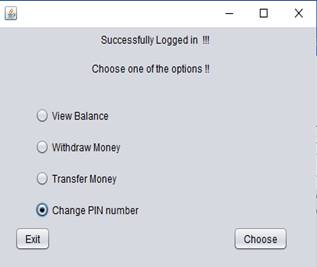 Successfully Logged in !!!
Choose one of the options !!
View Balance
Withdraw Money
Transfer Money
Change PIN number
Exit
Choose